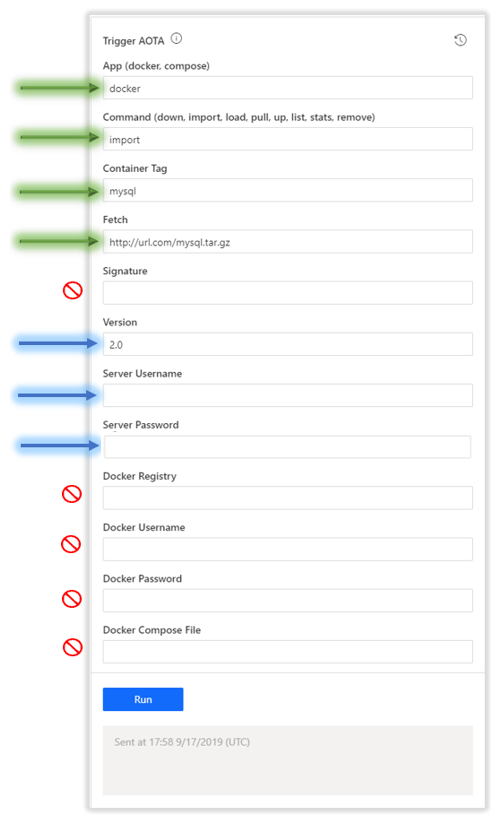 Trigger AOTA
App (docker, compose)
docker
Command (down, import, load, pull, up, list, stats, remove)
import
Container Tag
mysql
Fetch
http://url.com/mysql.tar.gz
Signature
Version
2.0
Server Username
Server Password
Docker Registry
Docker Username
Docker Password
Docker Compose File
Run
Sent at 17:58 9/17/2019 (UTC)